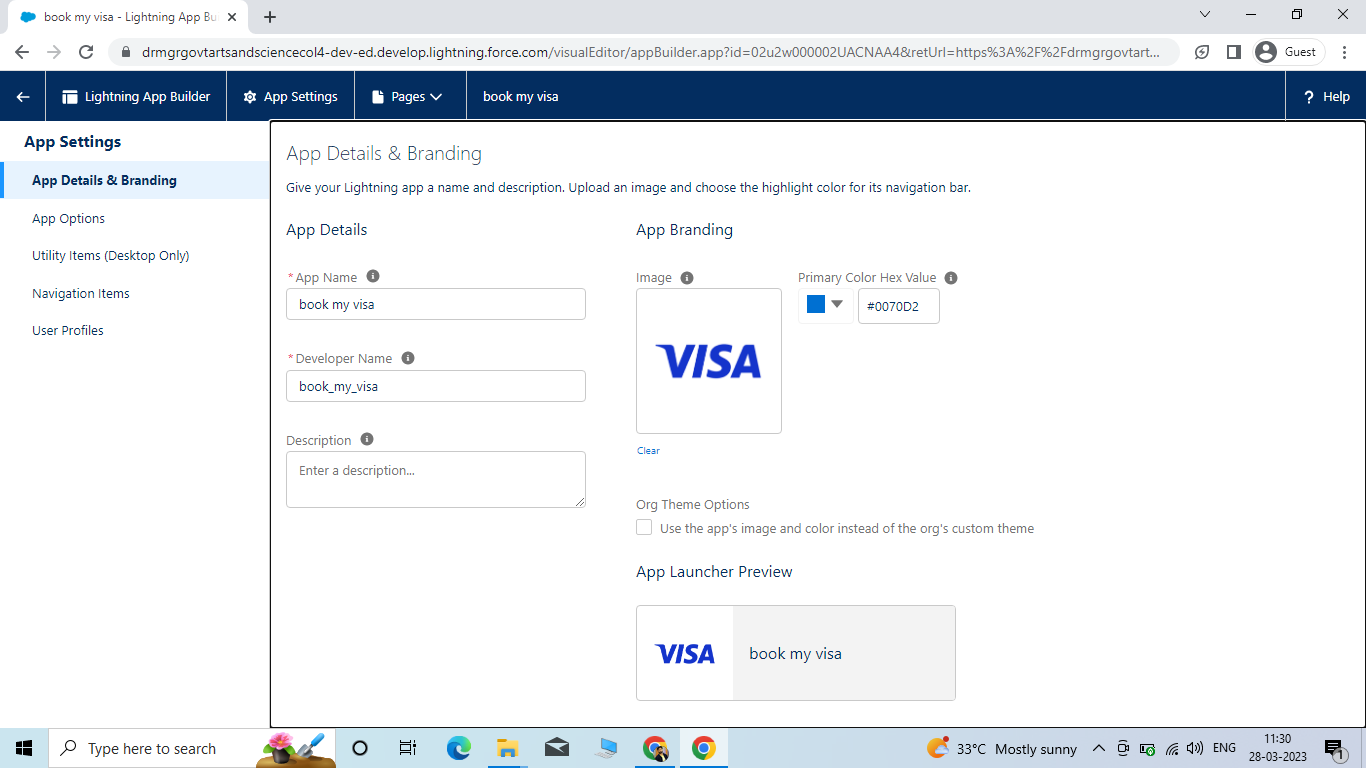 book my visa - Lightning App Bu
drmgrgovtartsandsciencecol4-dev-ed.develop.lightning.force.com/visualEditor/appBuilder.app?id=02u2w000002UACNAA4&retUrl=https%3A%2F%2Fdrmgrgovtart...
Guest
Lightning App Builder
App Settings
Pages
book my visa
? Help
App Settings
App Details & Branding
App Options
Utility Items (Desktop Only)
Navigation Items
User Profiles
App Details & Branding
Give your Lightning app a name and description. Upload an image and choose the highlight color for its navigation bar.
App Details
*App Name
book my visa
*Developer Name
book_my_visa
Description
Enter a description...
App Branding
Image
VISA
Clear
Primary Color Hex Value
#0070D2
Org Theme Options
Use the app's image and color instead of the org's custom theme
App Launcher Preview
VISA
book my visa
Type here to search
33°C Mostly sunny
ENG
11:30
28-03-2023
1